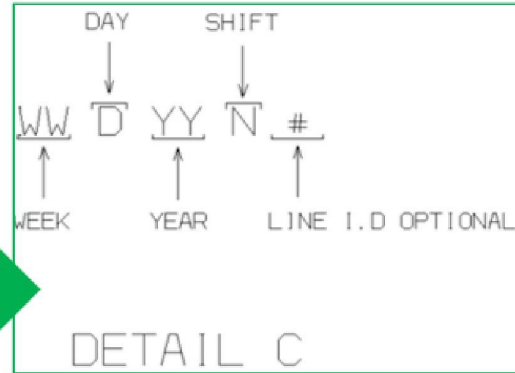 DAY SHIFT
WW D YY N #
WEEK YEAR LINE I.D OPTIONAL
DETAIL C